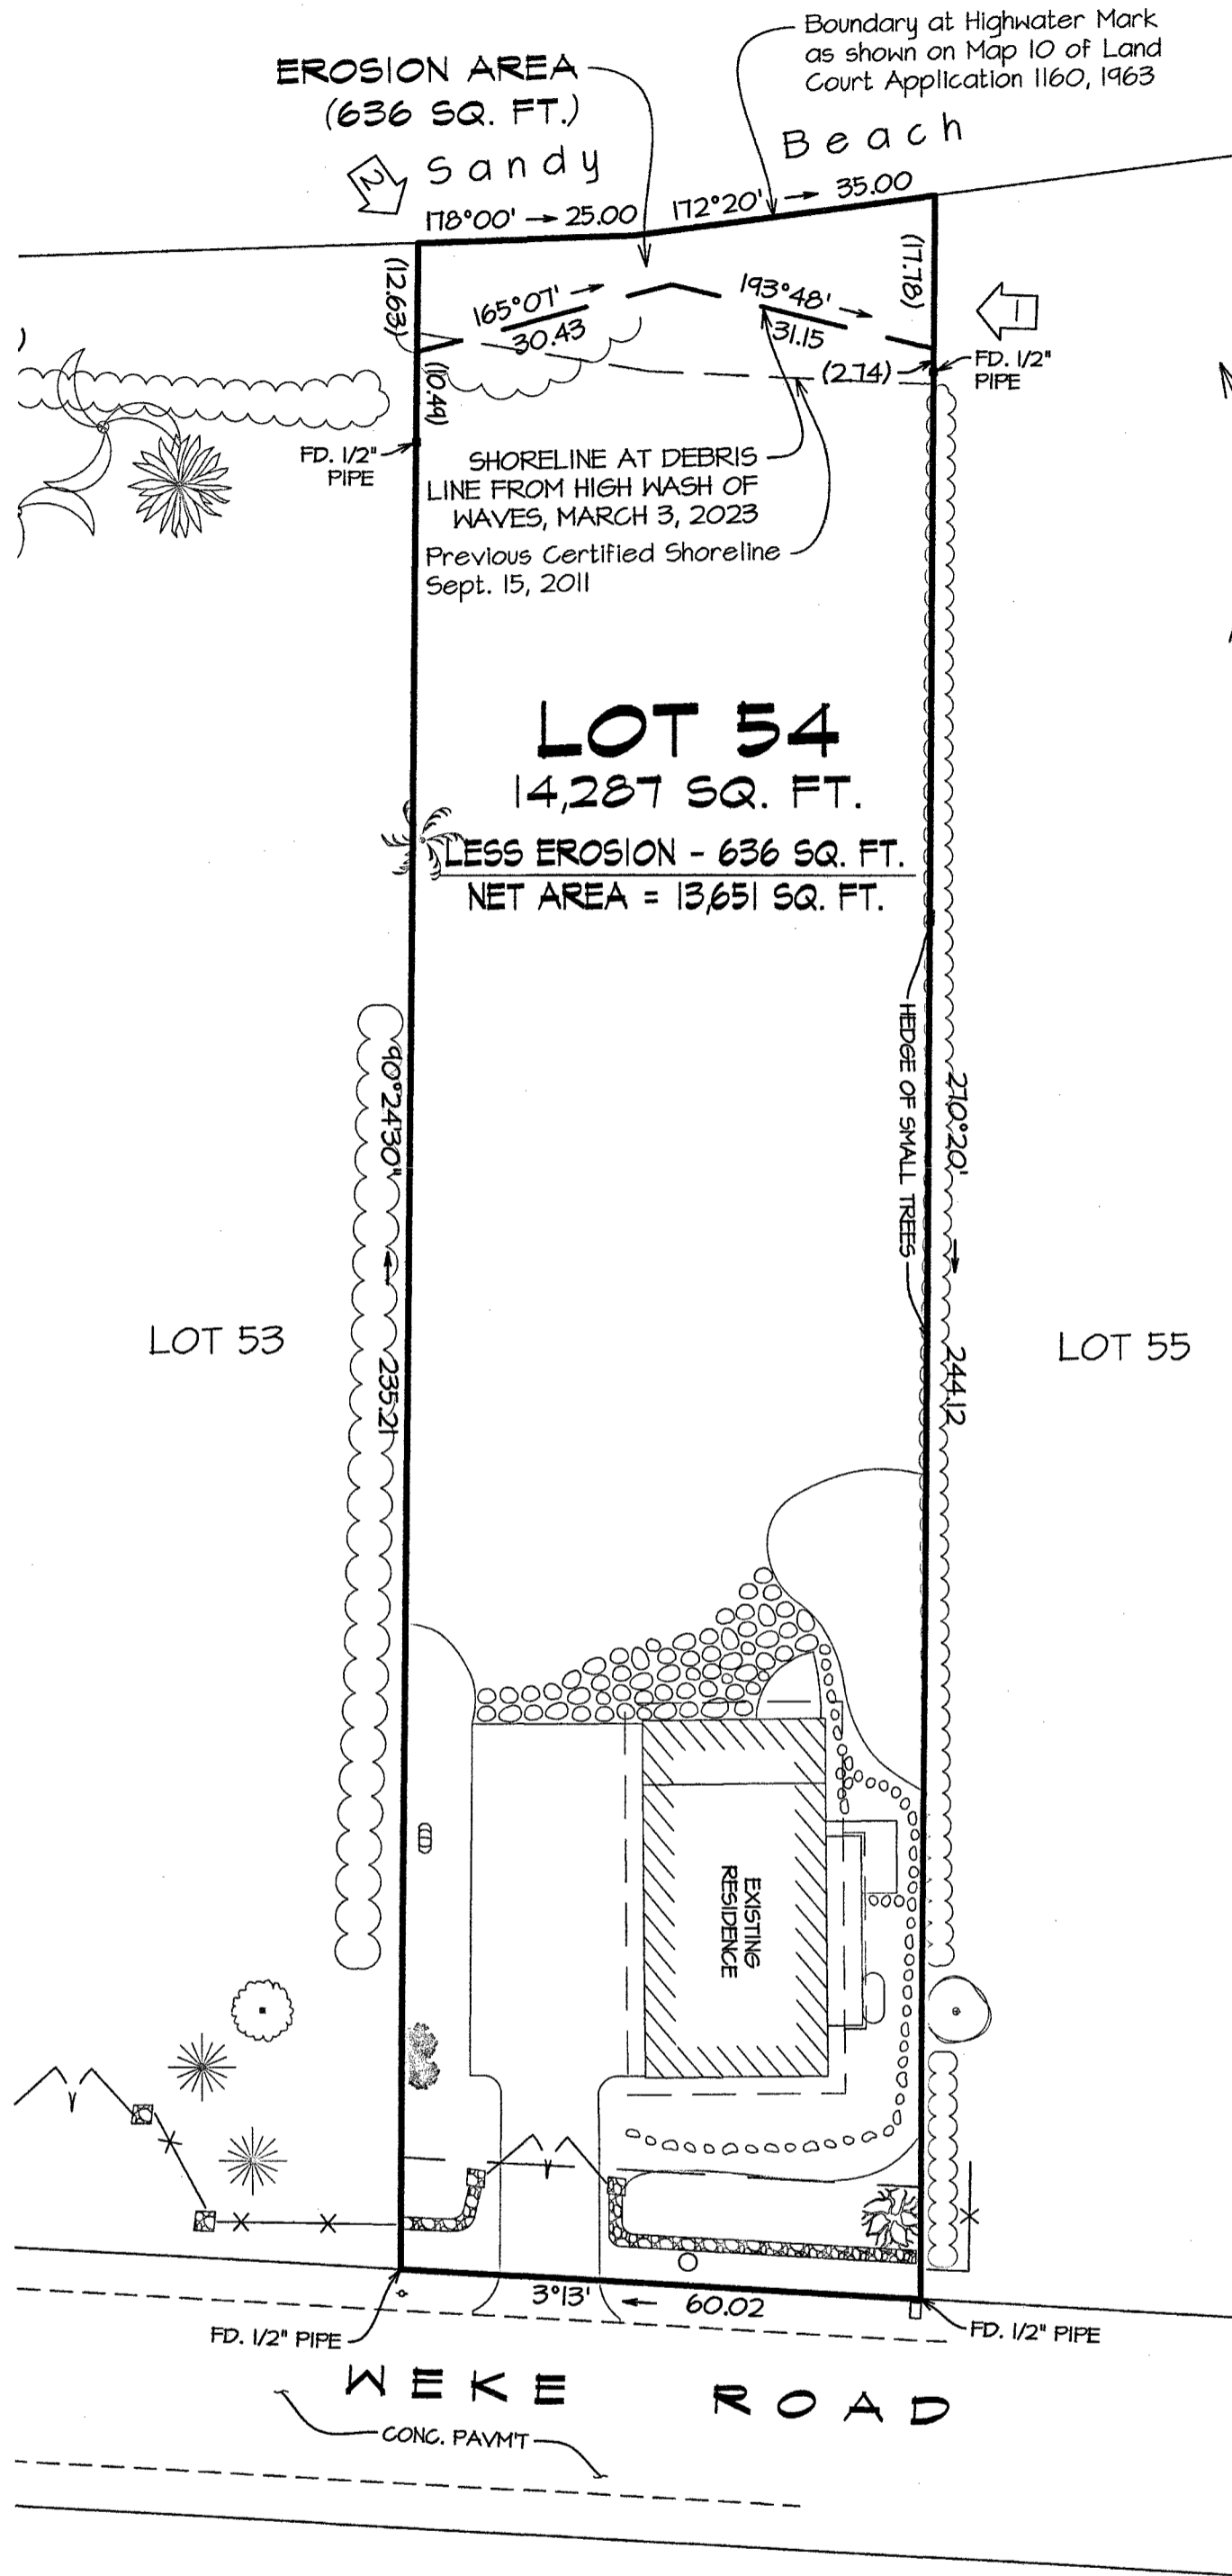 Boundary at Highwater Mark
as shown on Map 10 of Land
Court Application 1160, 1963
EROSION AREA
(636 SQ. FT.)
Sandy Beach
2
178°00' → 25.00
172°20' → 35.00
(12.63)
(17.78)
165°07' →
30.43
193°48' →
31.15
1
(2.74)
FD. 1/2"
PIPE
(10.49)
FD. 1/2"
PIPE
SHORELINE AT DEBRIS
LINE FROM HIGH WASH OF
WAVES, MARCH 3, 2023
Previous Certified Shoreline
Sept. 15, 2011
LOT 54
14,287 SQ. FT.
LESS EROSION - 636 SQ. FT.
NET AREA = 13,651 SQ. FT.
HEDGE OF SMALL TREES
90°24'30"
235.21
270°20'
244.12
LOT 53
LOT 55
EXISTING
RESIDENCE
3°13' ← 60.02
FD. 1/2" PIPE
FD. 1/2" PIPE
WEKE ROAD
CONC. PAVM'T